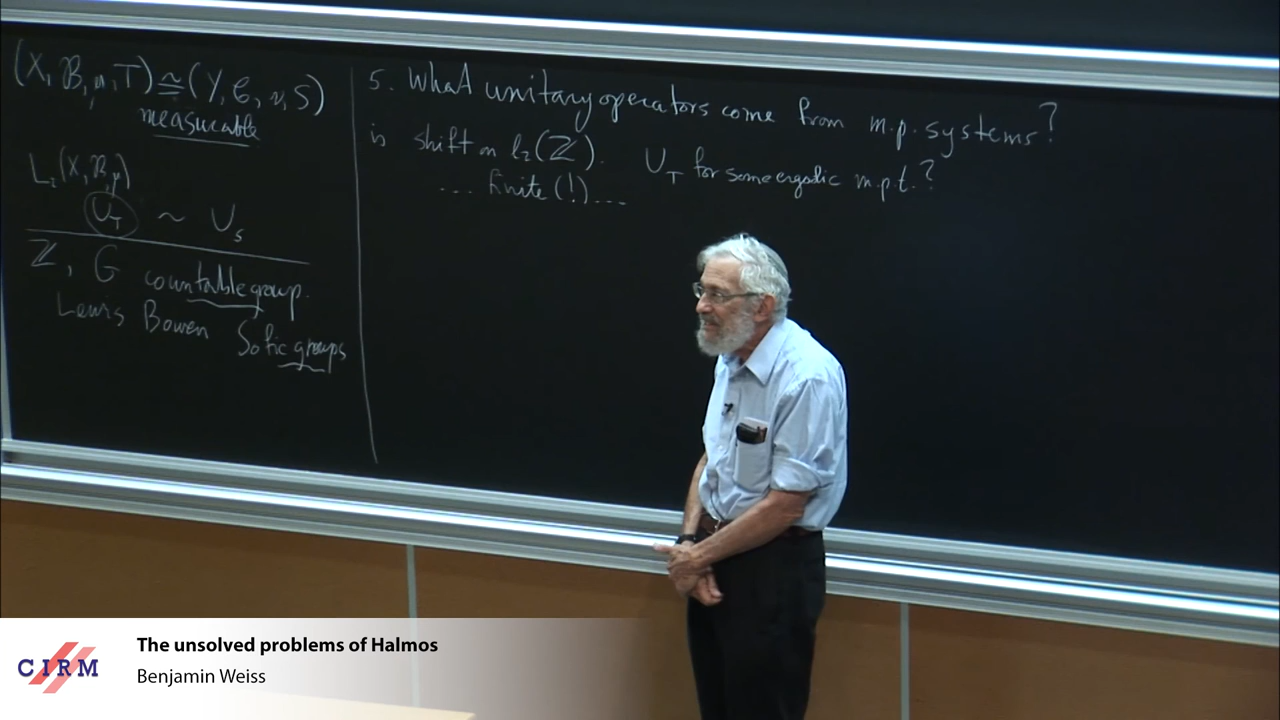 (X, ℬ, μ, T) ≅ (Y, 𝒞, ν, S)
measurable
L₂(X, ℬ, μ)
U_T ~ U_S
ℤ, G countable group.
Lewis Bowen Sofic groups
5. What unitary operators come from m.p. systems?
is shift on l₂(ℤ). U_T for some ergodic m.p.t.?
... finite (!) ...
CIRM
The unsolved problems of Halmos
Benjamin Weiss